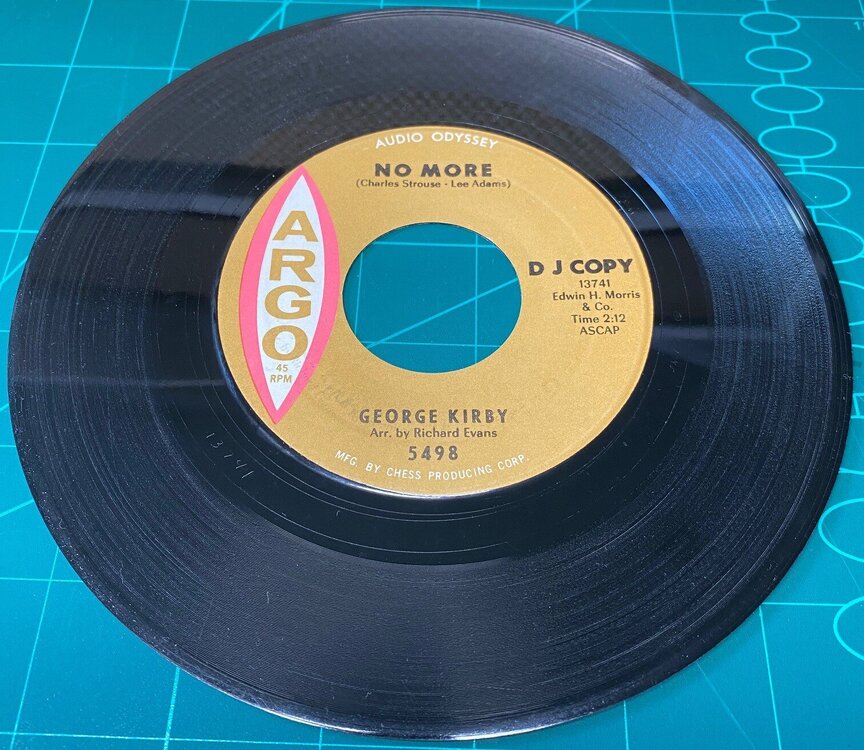 AUDIO ODYSSEY
NO MORE
(Charles Strouse · Lee Adams)
ARGO
45
RPM
D J COPY
13741
Edwin H. Morris
& Co.
Time 2:12
ASCAP
GEORGE KIRBY
Arr. by Richard Evans
5498
MFG. BY CHESS PRODUCING CORP.
13741